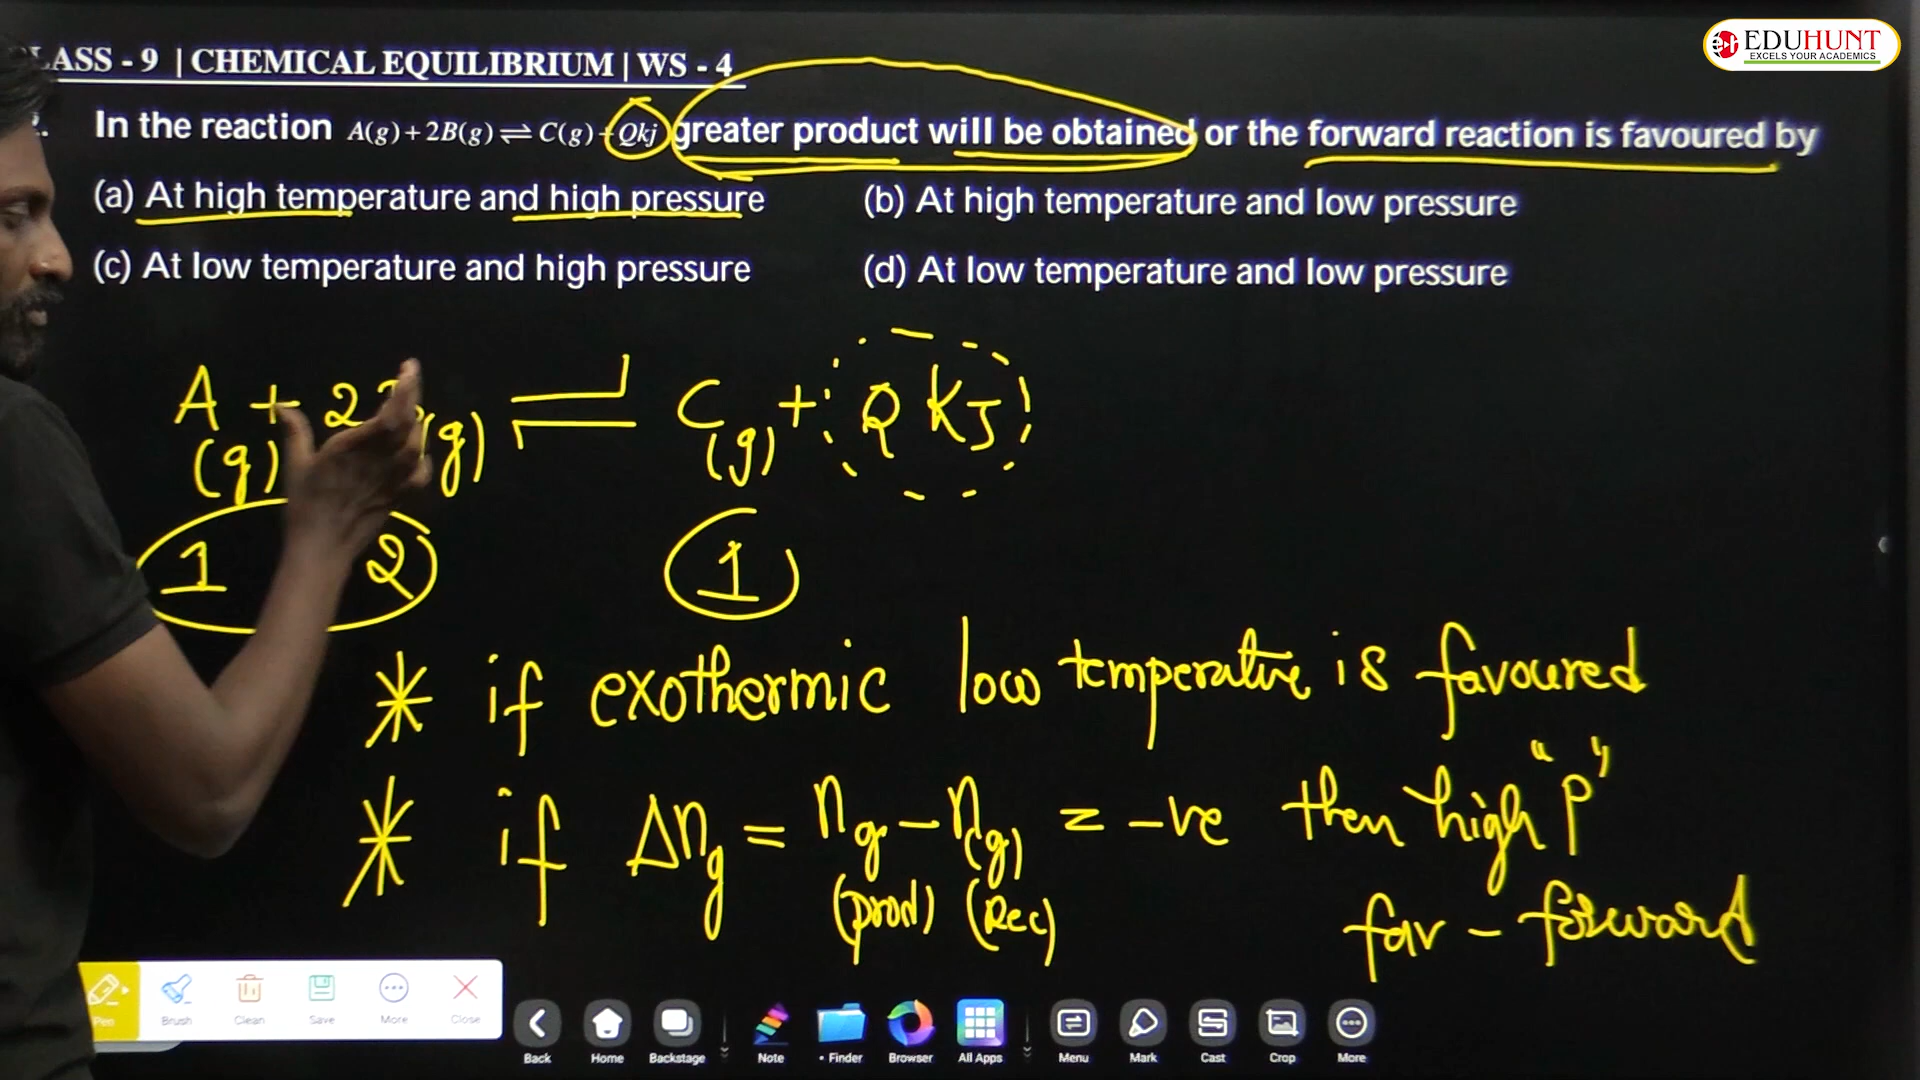 EDUHUNT
EXCELS YOUR ACADEMICS
LASS - 9 | CHEMICAL EQUILIBRIUM | WS - 4
In the reaction A(g) + 2B(g) ⇌ C(g) + Qkj greater product will be obtained or the forward reaction is favoured by
(a) At high temperature and high pressure (b) At high temperature and low pressure
(c) At low temperature and high pressure (d) At low temperature and low pressure
A + 2 (g) ⇌ C + Q KJ
(g) (g)
1 2 1
* if exothermic low temperature is favoured
* if Δng = ng - n(g) = -ve then high "P"
(prod) (Rec) fav - forward
Pen Brush Clean Save More Close
Back Home Backstage Note • Finder Browser All Apps Menu Mark Cast Crop More